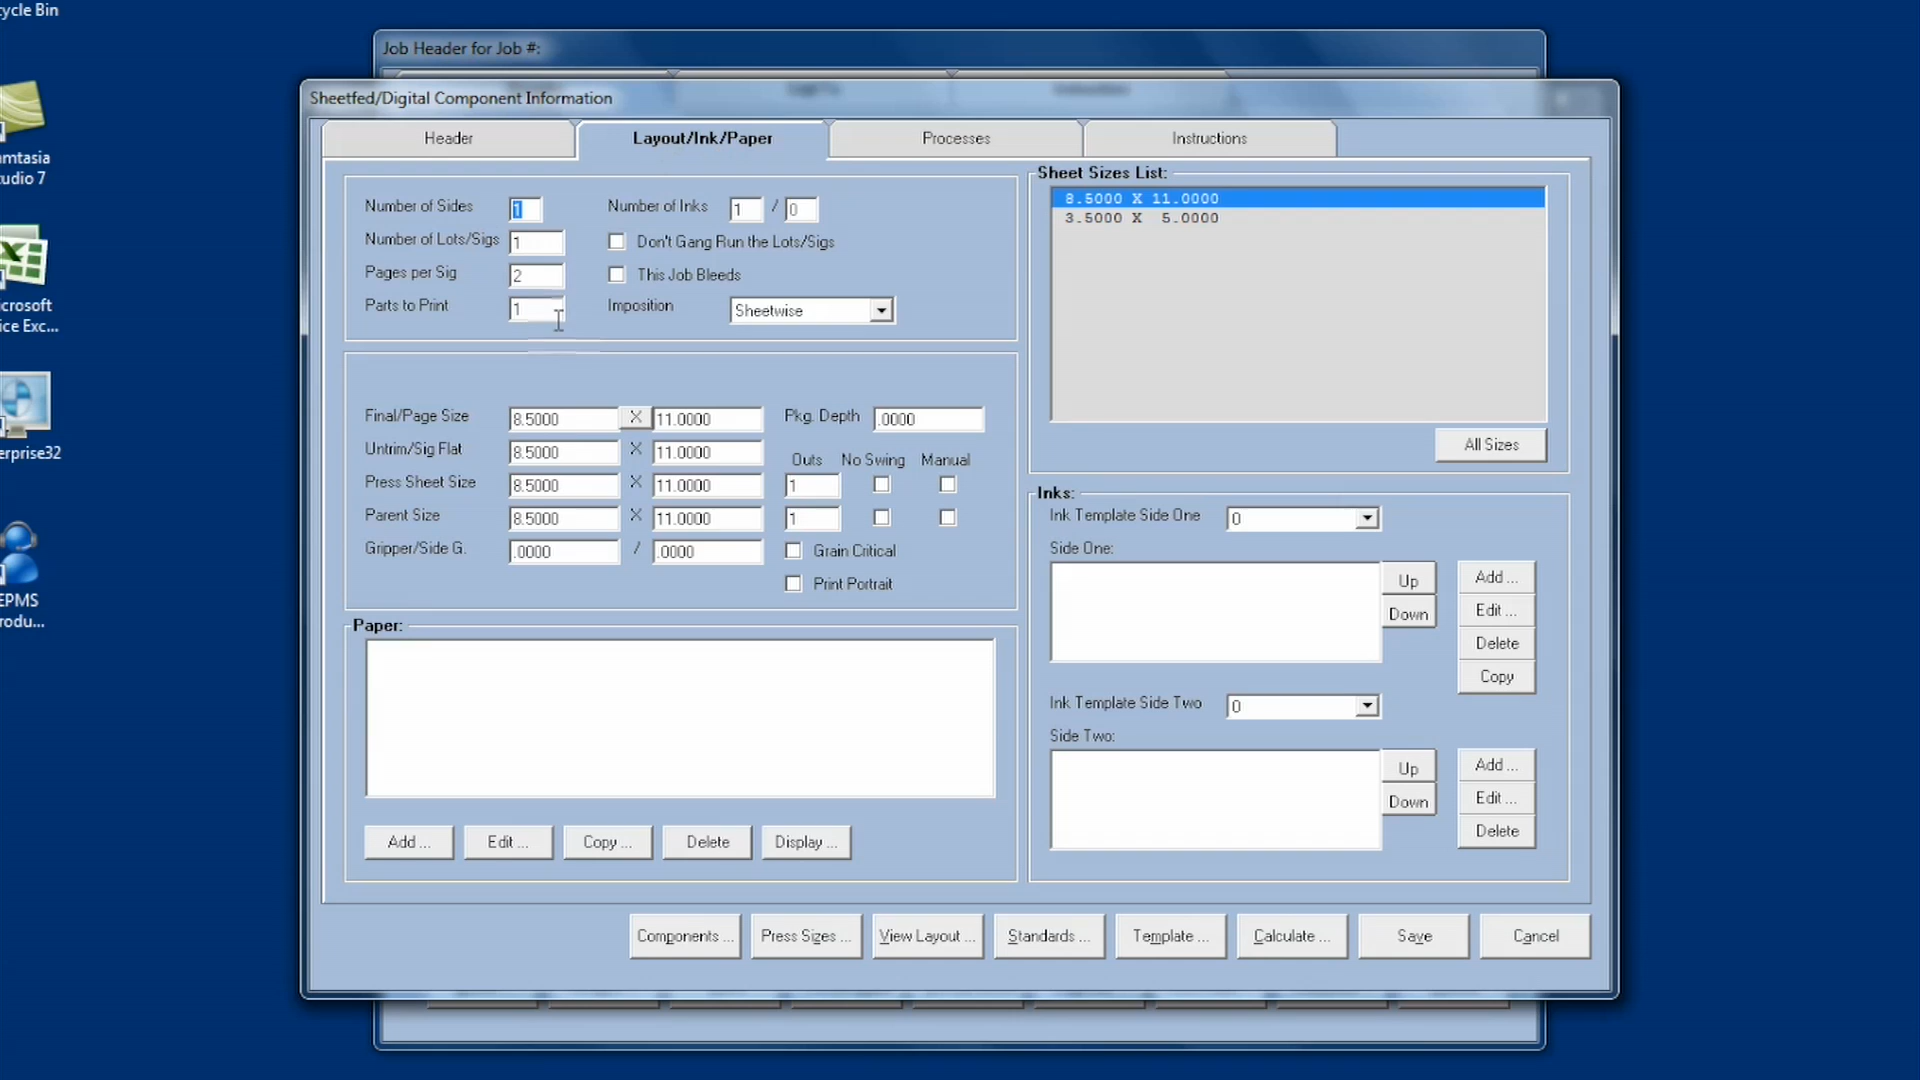 cycle Bin
Job Header for Job #:
Sheetfed/Digital Component Information
Header
Layout/Ink/Paper
Processes
Instructions
Number of Sides 1
Number of Inks 1 / 0
Number of Lots/Sigs 1
Don't Gang Run the Lots/Sigs
Pages per Sig 2
This Job Bleeds
Parts to Print 1
Imposition Sheetwise
Final/Page Size 8.5000 X 11.0000
Pkg. Depth .0000
Untrim/Sig Flat 8.5000 X 11.0000
Outs No Swing Manual
Press Sheet Size 8.5000 X 11.0000 1
Parent Size 8.5000 X 11.0000 1
Gripper/Side G. .0000 / .0000
Grain Critical
Print Portrait
Paper:
Add ...
Edit ...
Copy ...
Delete
Display ...
Sheet Sizes List:
8.5000 X 11.0000
3.5000 X 5.0000
All Sizes
Inks:
Ink Template Side One 0
Side One:
Up
Down
Add ...
Edit ...
Delete
Copy
Ink Template Side Two 0
Side Two:
Up
Down
Add ...
Edit ...
Delete
Components ...
Press Sizes ...
View Layout ...
Standards ...
Template ...
Calculate ...
Save
Cancel
amtasia
tudio 7
icrosoft
ice Exc...
erprise32
EPMS
rodu...